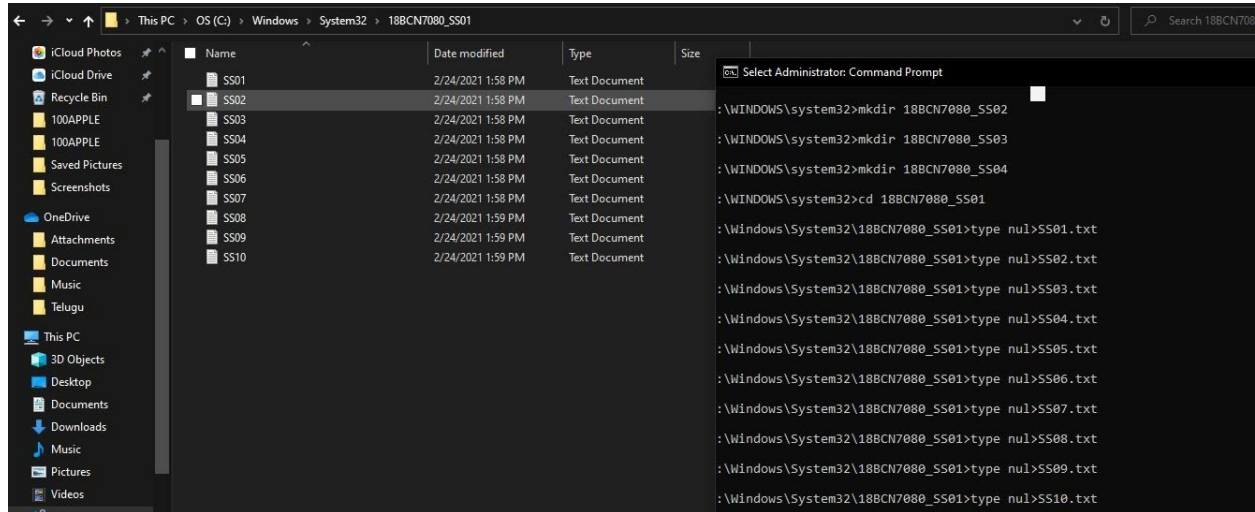 This PC > OS (C:) > Windows > System32 > 18BCN7080_SS01
Search 18BCN708
iCloud Photos
iCloud Drive
Recycle Bin
100APPLE
100APPLE
Saved Pictures
Screenshots
OneDrive
Attachments
Documents
Music
Telugu
This PC
3D Objects
Desktop
Documents
Downloads
Music
Pictures
Videos
Name Date modified Type Size
SS01 2/24/2021 1:58 PM Text Document
SS02 2/24/2021 1:58 PM Text Document
SS03 2/24/2021 1:58 PM Text Document
SS04 2/24/2021 1:58 PM Text Document
SS05 2/24/2021 1:58 PM Text Document
SS06 2/24/2021 1:58 PM Text Document
SS07 2/24/2021 1:58 PM Text Document
SS08 2/24/2021 1:59 PM Text Document
SS09 2/24/2021 1:59 PM Text Document
SS10 2/24/2021 1:59 PM Text Document
Select Administrator: Command Prompt
:\WINDOWS\system32>mkdir 18BCN7080_SS02
:\WINDOWS\system32>mkdir 18BCN7080_SS03
:\WINDOWS\system32>mkdir 18BCN7080_SS04
:\WINDOWS\system32>cd 18BCN7080_SS01
:\Windows\System32\18BCN7080_SS01>type nul>SS01.txt
:\Windows\System32\18BCN7080_SS01>type nul>SS02.txt
:\Windows\System32\18BCN7080_SS01>type nul>SS03.txt
:\Windows\System32\18BCN7080_SS01>type nul>SS04.txt
:\Windows\System32\18BCN7080_SS01>type nul>SS05.txt
:\Windows\System32\18BCN7080_SS01>type nul>SS06.txt
:\Windows\System32\18BCN7080_SS01>type nul>SS07.txt
:\Windows\System32\18BCN7080_SS01>type nul>SS08.txt
:\Windows\System32\18BCN7080_SS01>type nul>SS09.txt
:\Windows\System32\18BCN7080_SS01>type nul>SS10.txt